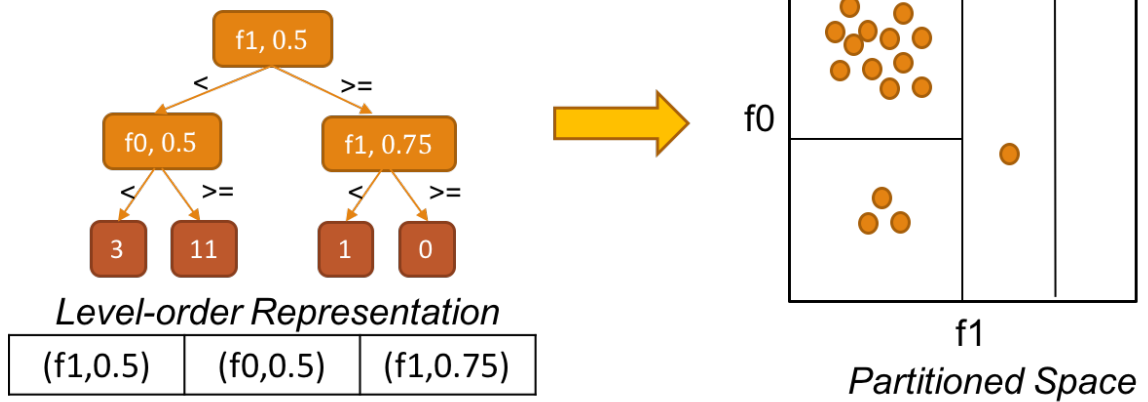 f1, 0.5
< >=
f0, 0.5
f1, 0.75
< >= < >=
3 11 1 0
Level-order Representation
(f1,0.5) (f0,0.5) (f1,0.75)
f0
f1
Partitioned Space